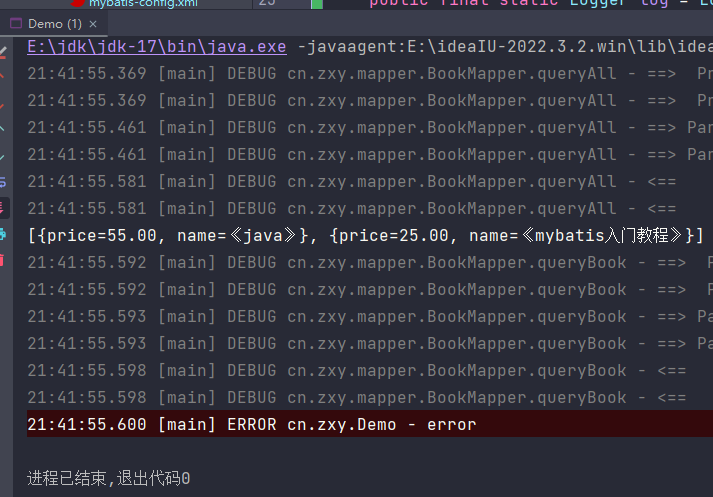 mybatis-config.xml
23
public final static Logger log = L
Demo (1) ×
E:\jdk\jdk-17\bin\java.exe -javaagent:E:\ideaIU-2022.3.2.win\lib\idea
21:41:55.369 [main] DEBUG cn.zxy.mapper.BookMapper.queryAll - ==>  Pr
21:41:55.369 [main] DEBUG cn.zxy.mapper.BookMapper.queryAll - ==>  Pr
21:41:55.461 [main] DEBUG cn.zxy.mapper.BookMapper.queryAll - ==> Par
21:41:55.461 [main] DEBUG cn.zxy.mapper.BookMapper.queryAll - ==> Par
21:41:55.581 [main] DEBUG cn.zxy.mapper.BookMapper.queryAll - <==
21:41:55.581 [main] DEBUG cn.zxy.mapper.BookMapper.queryAll - <==
[{price=55.00, name=《java》}, {price=25.00, name=《mybatis入门教程》}]
21:41:55.592 [main] DEBUG cn.zxy.mapper.BookMapper.queryBook - ==>  P
21:41:55.592 [main] DEBUG cn.zxy.mapper.BookMapper.queryBook - ==>  P
21:41:55.593 [main] DEBUG cn.zxy.mapper.BookMapper.queryBook - ==> Pa
21:41:55.593 [main] DEBUG cn.zxy.mapper.BookMapper.queryBook - ==> Pa
21:41:55.598 [main] DEBUG cn.zxy.mapper.BookMapper.queryBook - <==
21:41:55.598 [main] DEBUG cn.zxy.mapper.BookMapper.queryBook - <==
21:41:55.600 [main] ERROR cn.zxy.Demo - error
进程已结束,退出代码0